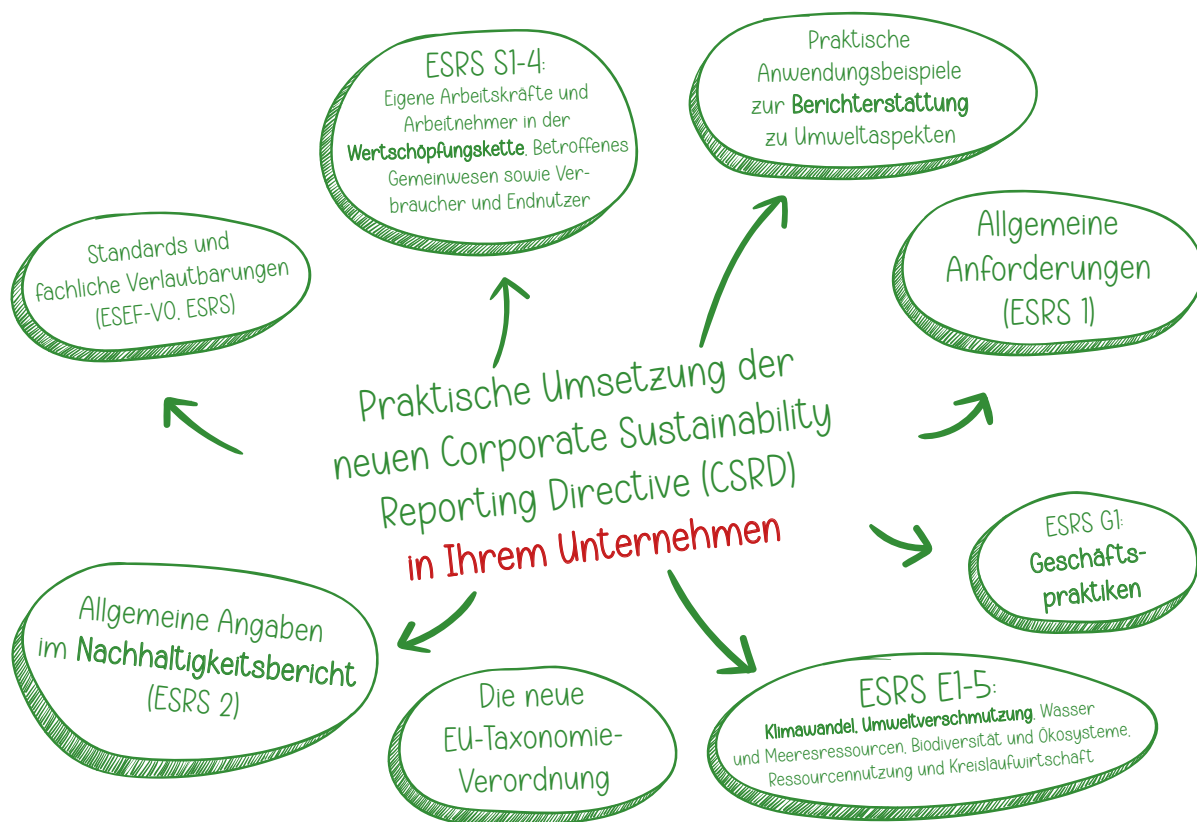 ESRS S1-4:
Eigene Arbeitskräfte und
Arbeitnehmer in der
Wertschöpfungskette, Betroffenes
Gemeinwesen sowie Ver-
braucher und Endnutzer
Praktische
Anwendungsbeispiele
zur Berichterstattung
zu Umweltaspekten
Standards und
fachliche Verlautbarungen
(ESEF-VO, ESRS)
Allgemeine
Anforderungen
(ESRS 1)
Praktische Umsetzung der
neuen Corporate Sustainability
Reporting Directive (CSRD)
in Ihrem Unternehmen
ESRS G1:
Geschäfts-
praktiken
Allgemeine Angaben
im Nachhaltigkeitsbericht
(ESRS 2)
Die neue
EU-Taxonomie-
Verordnung
ESRS E1-5:
Klimawandel, Umweltverschmutzung, Wasser
und Meeresressourcen, Biodiversität und Ökosysteme,
Ressourcennutzung und Kreislaufwirtschaft